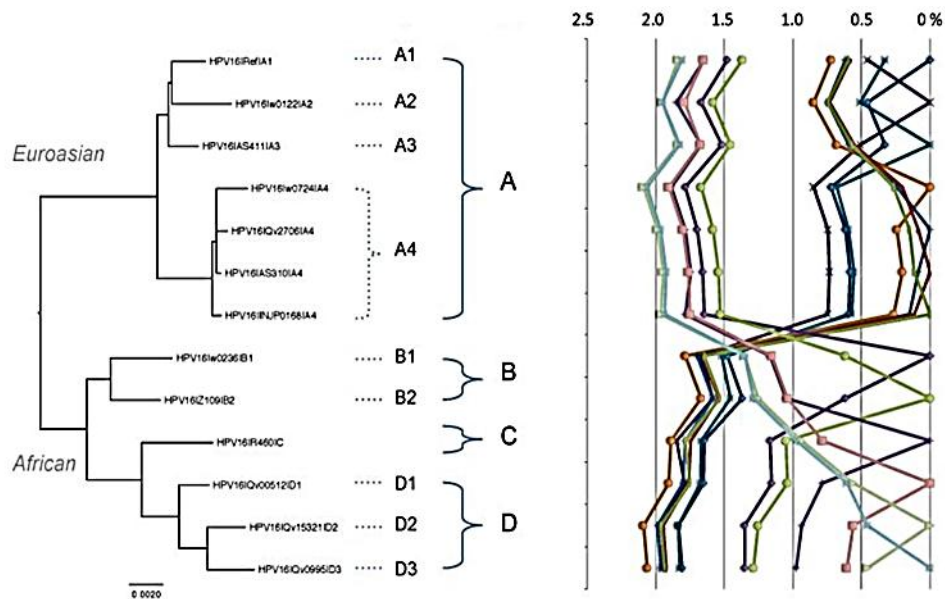 2.5 2.0 1.5 1.0 0.5 0 %
HPV16|Ref|A1 A1
HPV16|w0122|A2 A2
HPV16|AS411|A3 A3
Euroasian
HPV16|w0724|A4
A
HPV16|Qv2706|A4
A4
HPV16|AS310|A4
HPV16|INJP0168|A4
HPV16|w0236|B1 B1
B
HPV16|Z109|B2 B2
HPV16|R460|C C
African
HPV16|Qv00512|D1 D1
HPV16|Qv15321|D2 D2 D
HPV16|Qv0995|D3 D3
0.0020